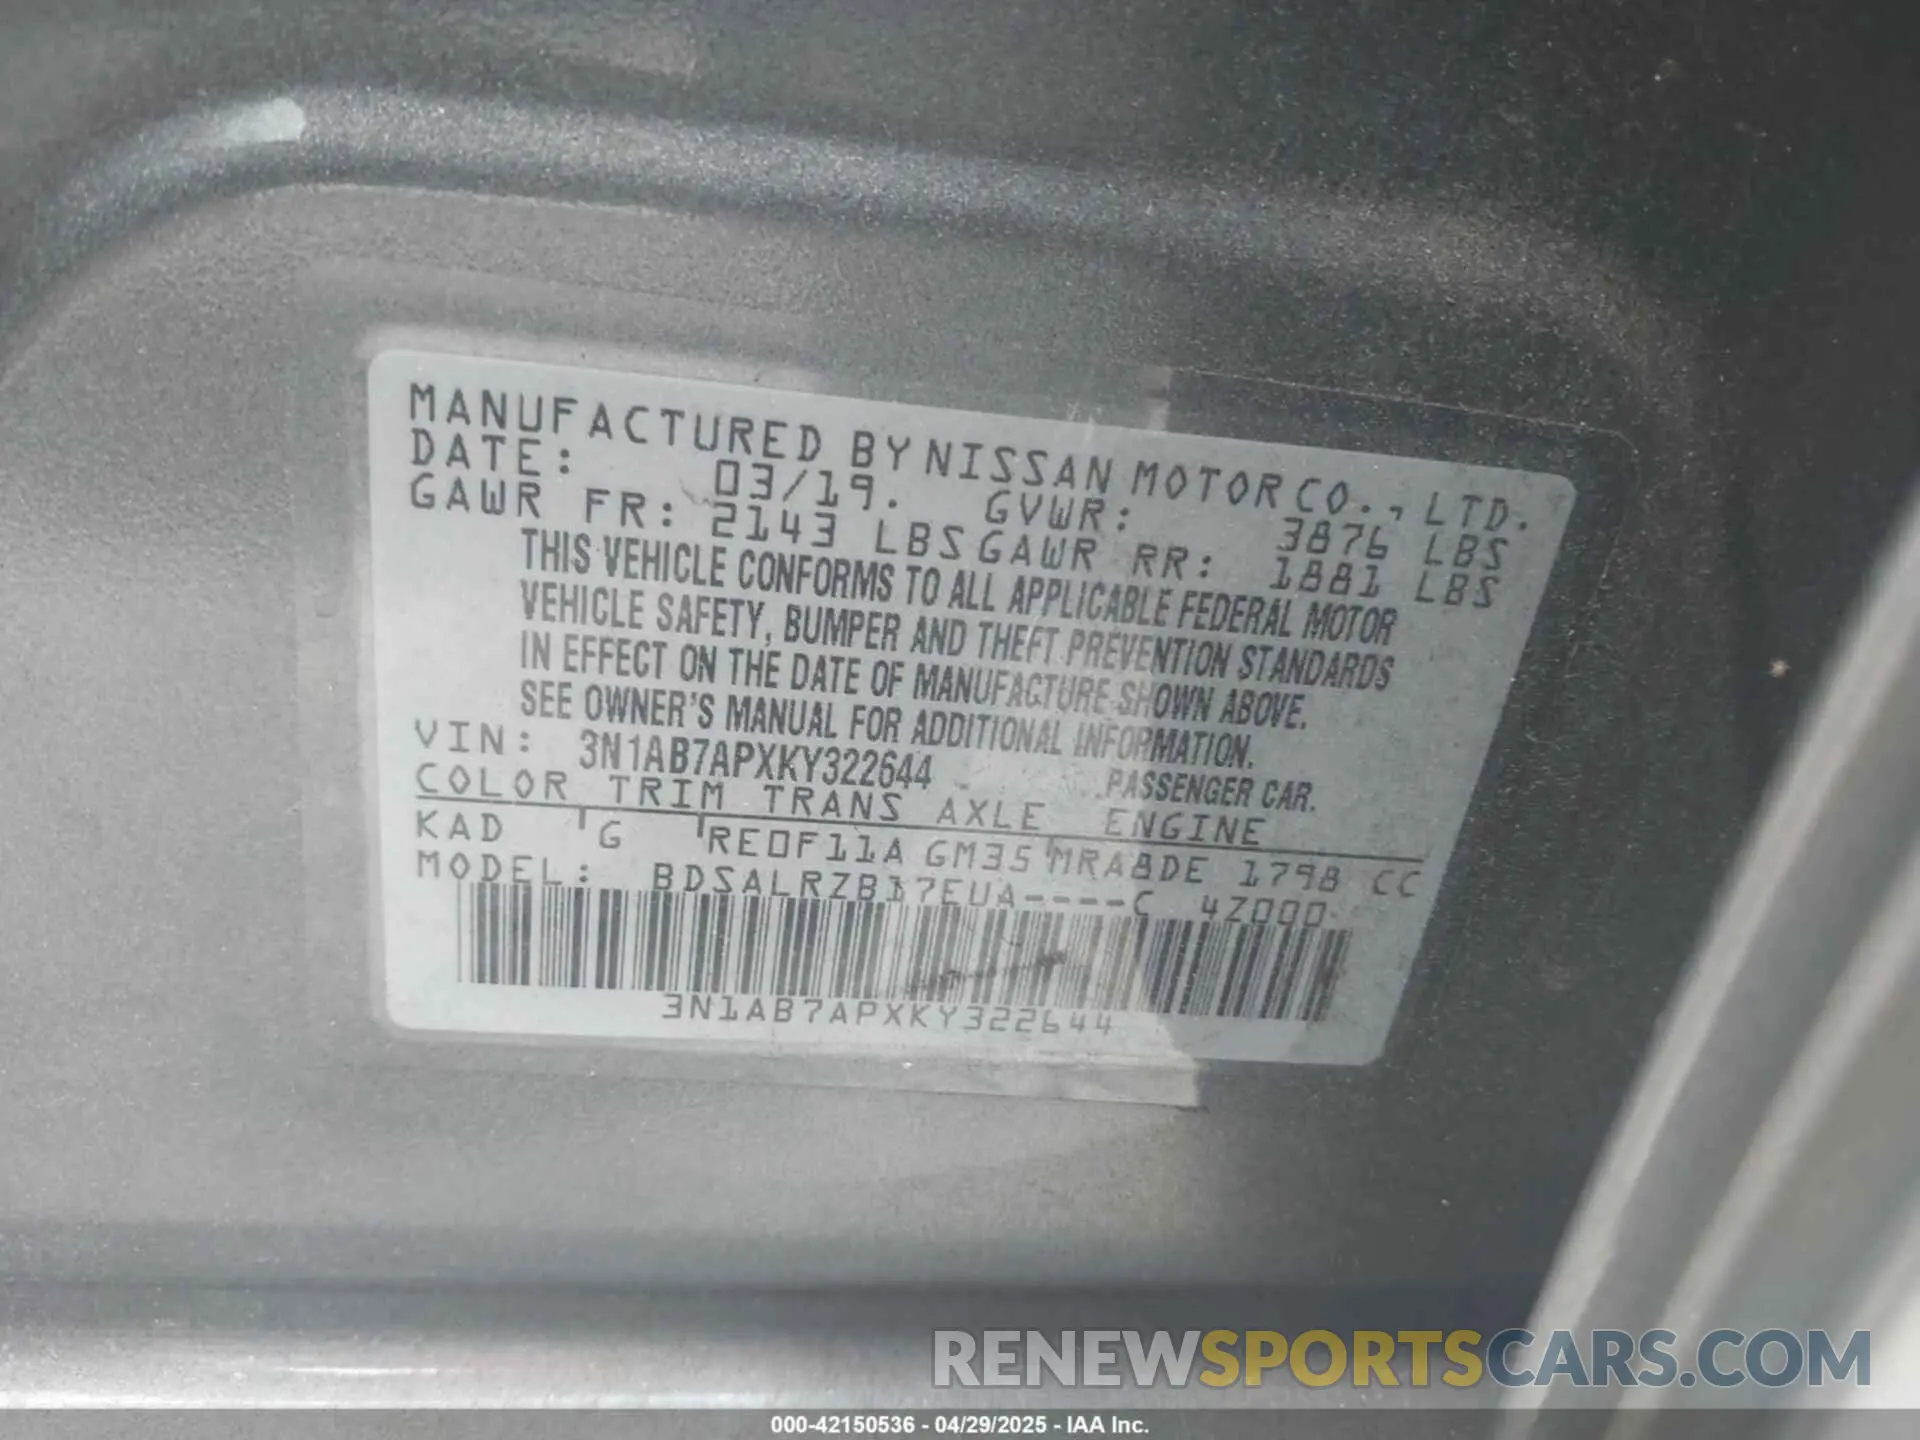 MANUFACTURED BY NISSAN MOTOR CO., LTD.
DATE: 03/19. GVWR: 3876 LBS
GAWR FR: 2143 LBS GAWR RR: 1881 LBS
THIS VEHICLE CONFORMS TO ALL APPLICABLE FEDERAL MOTOR
VEHICLE SAFETY, BUMPER AND THEFT PREVENTION STANDARDS
IN EFFECT ON THE DATE OF MANUFACTURE SHOWN ABOVE.
SEE OWNER'S MANUAL FOR ADDITIONAL INFORMATION.
VIN: 3N1AB7APXKY322644 PASSENGER CAR.
COLOR TRIM TRANS AXLE ENGINE
KAD G RE0F11A GM35 MRA8DE 1798 CC
MODEL: BDSALRZB17EUA----C 4Z000
3N1AB7APXKY322644
RENEWSPORTSCARS.COM
000-42150536 - 04/29/2025 - IAA Inc.